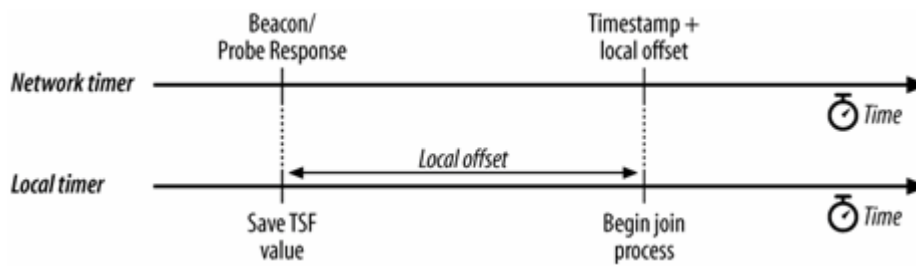 Beacon/
Probe Response
Timestamp +
local offset
Network timer
Time
Local offset
Local timer
Time
Save TSF
value
Begin join
process